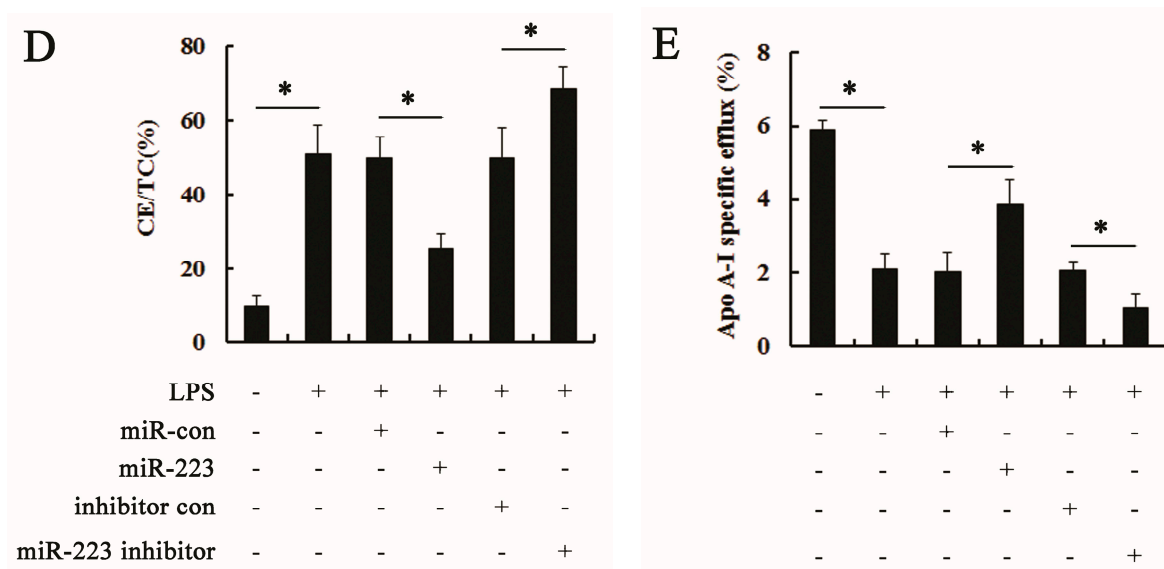 D
E
*
*
*
80
60
40
20
0
CE/TC(%)
*
*
*
8
6
4
2
0
Apo A-I specific efflux (%)
LPS - + + + + + - + + + + +
miR-con - - + - - - - - + - - -
miR-223 - - - + - - - - - + - -
inhibitor con - - - - + - - - - - + -
miR-223 inhibitor - - - - - + - - - - - +